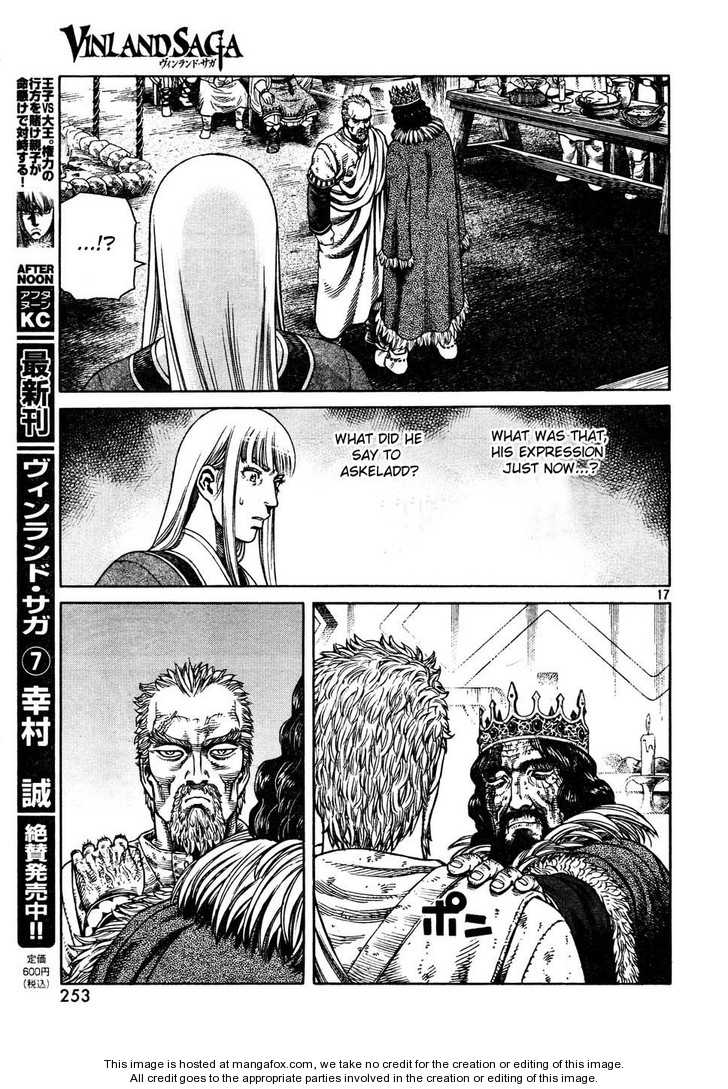 VINLAND SAGA
ヴィンランド・サガ
王子VS大王。権力の
行方を賭け親子が
命懸けで対峙する!
AFTER
NOON
アフタ
ヌーン
KC
最新刊
ヴィンランド・サガ ⑦ 幸村 誠
絶賛発売中!!
定価
600円
(税込)
...!?
WHAT WAS THAT,
HIS EXPRESSION
JUST NOW...?
WHAT DID HE
SAY TO
ASKELADD?
17
ポン
253
This image is hosted at mangafox.com, we take no credit for the creation or editing of this image.
All credit goes to the appropriate parties involved in the creation or editing of this image.